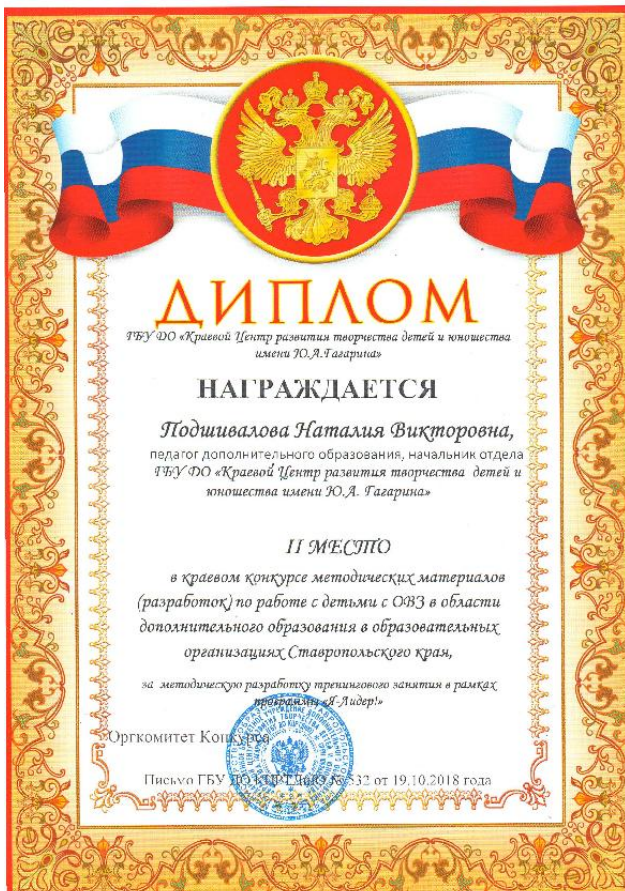 ДИПЛОМ
ГБУ ДО «Краевой Центр развития творчества детей и юношества
имени Ю.А.Гагарина»
НАГРАЖДАЕТСЯ
Подшивалова Наталия Викторовна,
педагог дополнительного образования, начальник отдела
ГБУ ДО «Краевой Центр развития творчества детей и
юношества имени Ю.А. Гагарина»
II МЕСТО
в краевом конкурсе методических материалов
(разработок) по работе с детьми с ОВЗ в области
дополнительного образования в образовательных
организациях Ставропольского края,
за методическую разработку тренингового занятия в рамках
программы «Я-Лидер!»
Оргкомитет Конкурса
Письмо ГБУ ДО КЦРТДиЮ № 532 от 19.10.2018 года